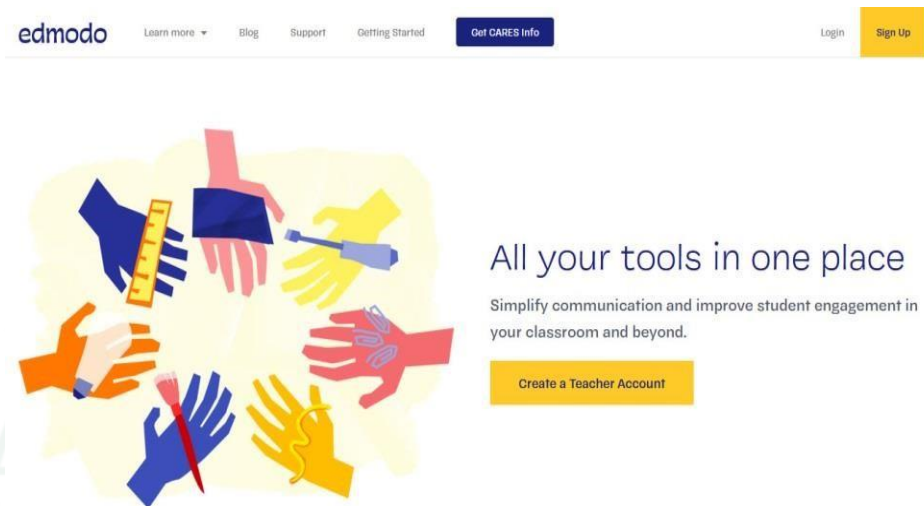 edmodo Learn more Blog Support Getting Started Get CARES Info Login Sign Up
All your tools in one place
Simplify communication and improve student engagement in
your classroom and beyond.
Create a Teacher Account